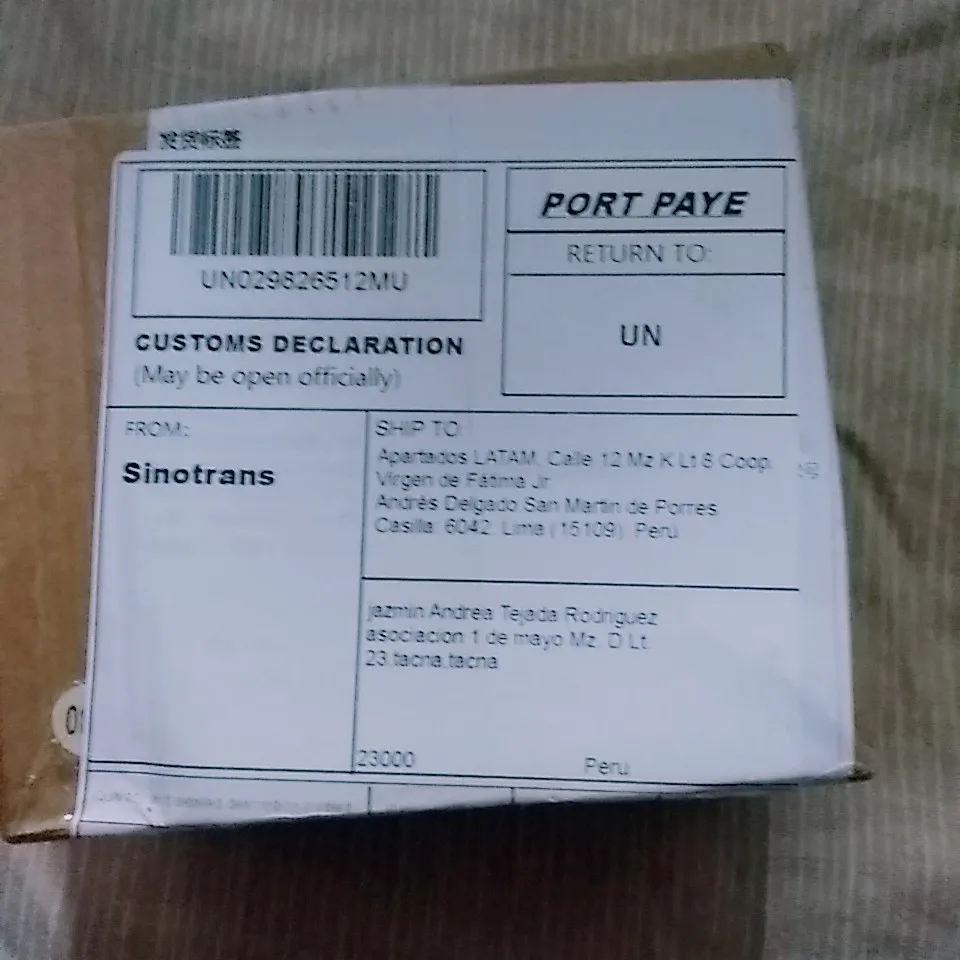 发货标签
UN029826512MU
PORT PAYE
RETURN TO:
UN
CUSTOMS DECLARATION
(May be open officially)
FROM:
Sinotrans
SHIP TO:
Apartados LATAM, Calle 12 Mz K Lt 8 Coop.
Virgen de Fátima Jr
Andrés Delgado San Martin de Porres
Casilla: 6042, Lima (15109) Perú
jazmin Andrea Tejada Rodriguez
asociacion 1 de mayo Mz. D Lt.
23.tacna,tacna
23000 Peru